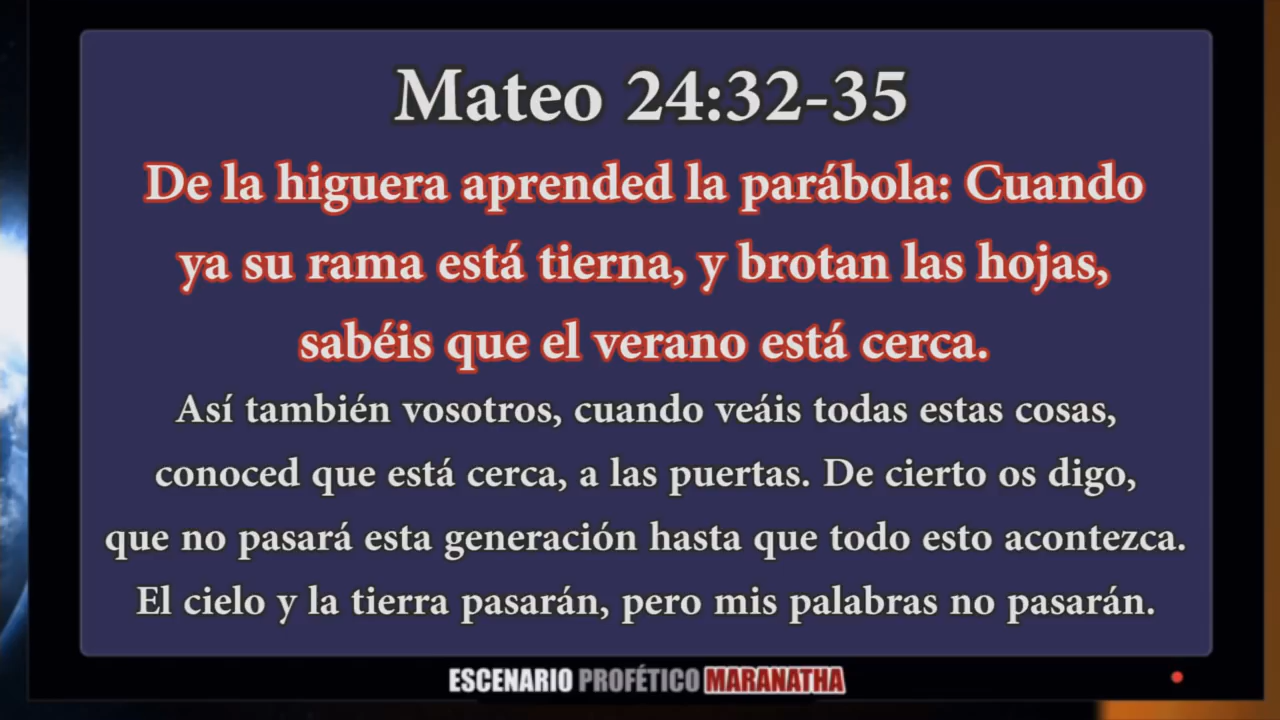 Mateo 24:32-35
De la higuera aprended la parábola: Cuando
ya su rama está tierna, y brotan las hojas,
sabéis que el verano está cerca.
Así también vosotros, cuando veáis todas estas cosas,
conoced que está cerca, a las puertas. De cierto os digo,
que no pasará esta generación hasta que todo esto acontezca.
El cielo y la tierra pasarán, pero mis palabras no pasarán.
ESCENARIO PROFÉTICO MARANATHA